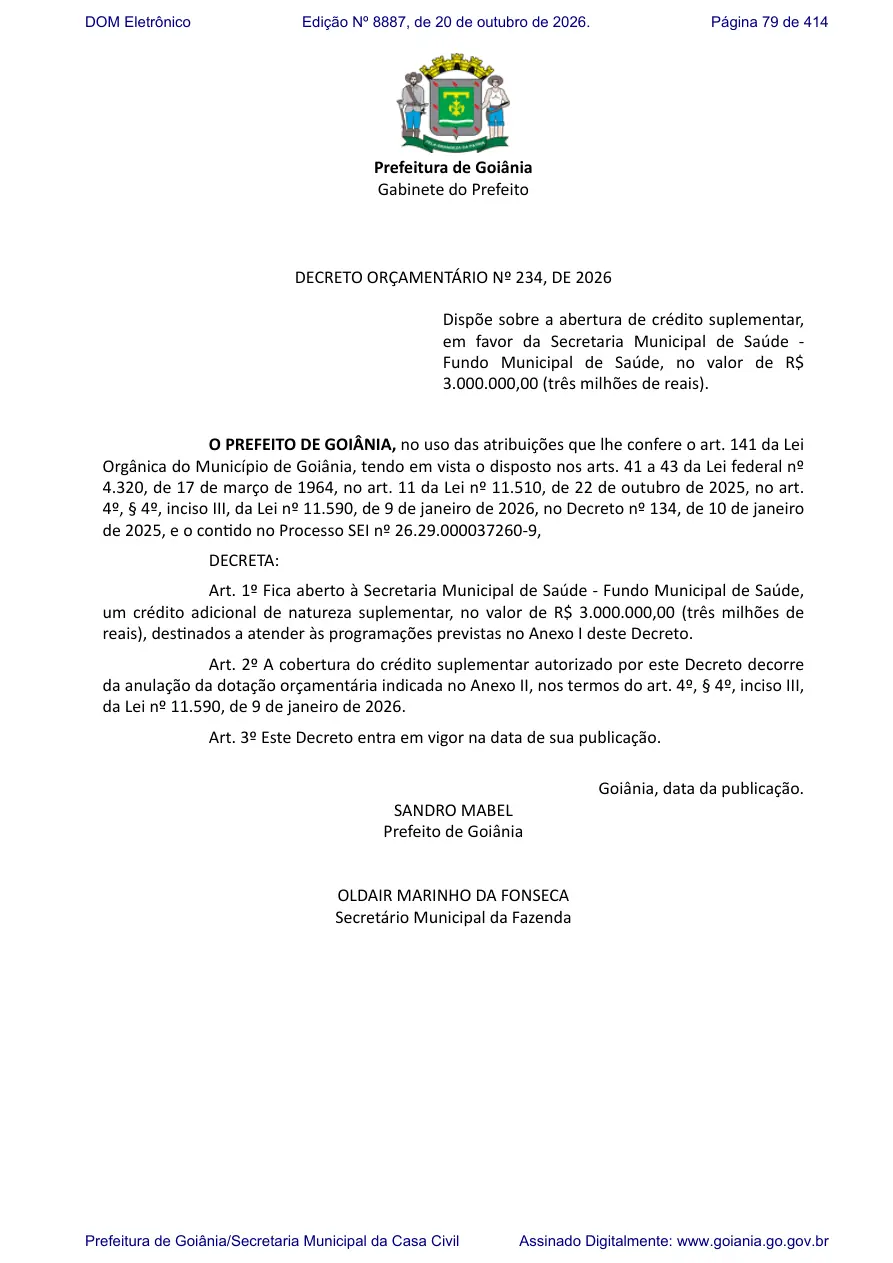 DOM Eletrônico Edição Nº 8887, de 20 de outubro de 2026. Página 79 de 414
Prefeitura de Goiânia
Gabinete do Prefeito
DECRETO ORÇAMENTÁRIO Nº 234, DE 2026
Dispõe sobre a abertura de crédito suplementar,
em favor da Secretaria Municipal de Saúde -
Fundo Municipal de Saúde, no valor de R$
3.000.000,00 (três milhões de reais).
O PREFEITO DE GOIÂNIA, no uso das atribuições que lhe confere o art. 141 da Lei
Orgânica do Município de Goiânia, tendo em vista o disposto nos arts. 41 a 43 da Lei federal nº
4.320, de 17 de março de 1964, no art. 11 da Lei nº 11.510, de 22 de outubro de 2025, no art.
4º, § 4º, inciso III, da Lei nº 11.590, de 9 de janeiro de 2026, no Decreto nº 134, de 10 de janeiro
de 2025, e o contido no Processo SEI nº 26.29.000037260-9,
DECRETA:
Art. 1º Fica aberto à Secretaria Municipal de Saúde - Fundo Municipal de Saúde,
um crédito adicional de natureza suplementar, no valor de R$ 3.000.000,00 (três milhões de
reais), destinados a atender às programações previstas no Anexo I deste Decreto.
Art. 2º A cobertura do crédito suplementar autorizado por este Decreto decorre
da anulação da dotação orçamentária indicada no Anexo II, nos termos do art. 4º, § 4º, inciso III,
da Lei nº 11.590, de 9 de janeiro de 2026.
Art. 3º Este Decreto entra em vigor na data de sua publicação.
Goiânia, data da publicação.
SANDRO MABEL
Prefeito de Goiânia
OLDAIR MARINHO DA FONSECA
Secretário Municipal da Fazenda
Prefeitura de Goiânia/Secretaria Municipal da Casa Civil Assinado Digitalmente: www.goiania.go.gov.br